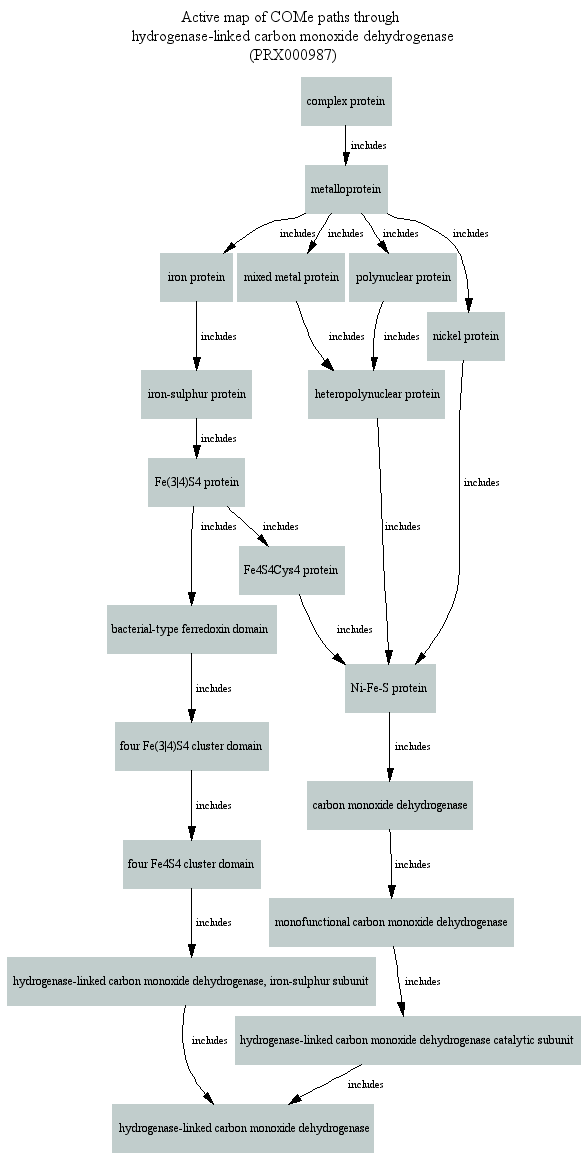 Active map of COMe paths through
hydrogenase-linked carbon monoxide dehydrogenase
(PRX000987)
complex protein
includes
metalloprotein
includes
includes
includes
includes
iron protein
mixed metal protein
polynuclear protein
nickel protein
includes
includes
includes
iron-sulphur protein
heteropolynuclear protein
includes
Fe(3|4)S4 protein
includes
includes
includes
includes
Fe4S4Cys4 protein
bacterial-type ferredoxin domain
includes
Ni-Fe-S protein
includes
four Fe(3|4)S4 cluster domain
includes
carbon monoxide dehydrogenase
includes
four Fe4S4 cluster domain
includes
monofunctional carbon monoxide dehydrogenase
includes
hydrogenase-linked carbon monoxide dehydrogenase, iron-sulphur subunit
includes
hydrogenase-linked carbon monoxide dehydrogenase catalytic subunit
includes
includes
hydrogenase-linked carbon monoxide dehydrogenase